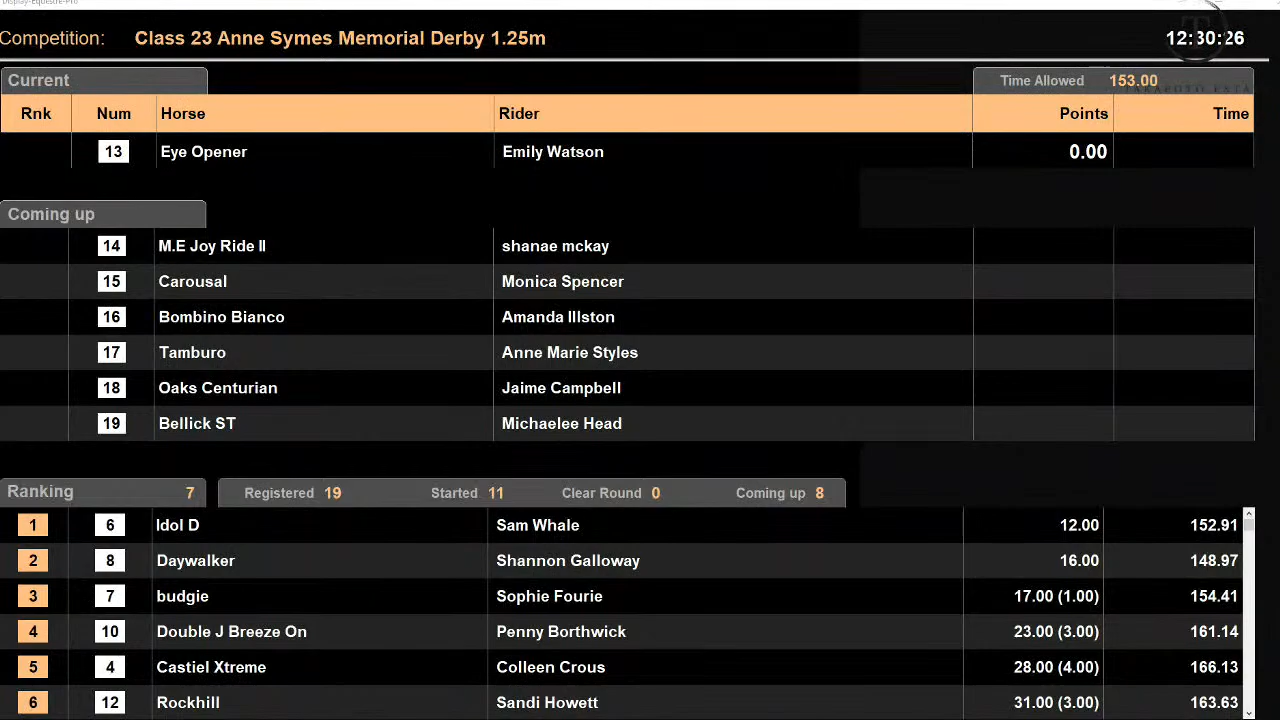 Display-Equestre-Pro
Competition: Class 23 Anne Symes Memorial Derby 1.25m 12:30:26
Current Time Allowed 153.00
Rnk Num Horse Rider Points Time
13 Eye Opener Emily Watson 0.00
Coming up
14 M.E Joy Ride II shanae mckay
15 Carousal Monica Spencer
16 Bombino Bianco Amanda Illston
17 Tamburo Anne Marie Styles
18 Oaks Centurian Jaime Campbell
19 Bellick ST Michaelee Head
Ranking 7 Registered 19 Started 11 Clear Round 0 Coming up 8
1 6 Idol D Sam Whale 12.00 152.91
2 8 Daywalker Shannon Galloway 16.00 148.97
3 7 budgie Sophie Fourie 17.00 (1.00) 154.41
4 10 Double J Breeze On Penny Borthwick 23.00 (3.00) 161.14
5 4 Castiel Xtreme Colleen Crous 28.00 (4.00) 166.13
6 12 Rockhill Sandi Howett 31.00 (3.00) 163.63